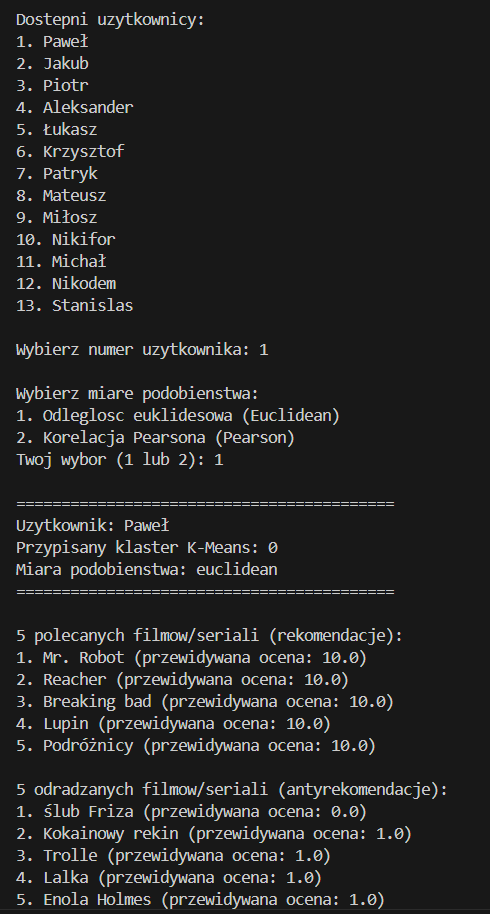 Dostepni uzytkownicy:
1. Paweł
2. Jakub
3. Piotr
4. Aleksander
5. Łukasz
6. Krzysztof
7. Patryk
8. Mateusz
9. Miłosz
10. Nikifor
11. Michał
12. Nikodem
13. Stanislas
Wybierz numer uzytkownika: 1
Wybierz miare podobienstwa:
1. Odleglosc euklidesowa (Euclidean)
2. Korelacja Pearsona (Pearson)
Twoj wybor (1 lub 2): 1
==========================================
Uzytkownik: Paweł
Przypisany klaster K-Means: 0
Miara podobienstwa: euclidean
==========================================
5 polecanych filmow/seriali (rekomendacje):
1. Mr. Robot (przewidywana ocena: 10.0)
2. Reacher (przewidywana ocena: 10.0)
3. Breaking bad (przewidywana ocena: 10.0)
4. Lupin (przewidywana ocena: 10.0)
5. Podróżnicy (przewidywana ocena: 10.0)
5 odradzanych filmow/seriali (antyrekomendacje):
1. ślub Friza (przewidywana ocena: 0.0)
2. Kokainowy rekin (przewidywana ocena: 1.0)
3. Trolle (przewidywana ocena: 1.0)
4. Lalka (przewidywana ocena: 1.0)
5. Enola Holmes (przewidywana ocena: 1.0)